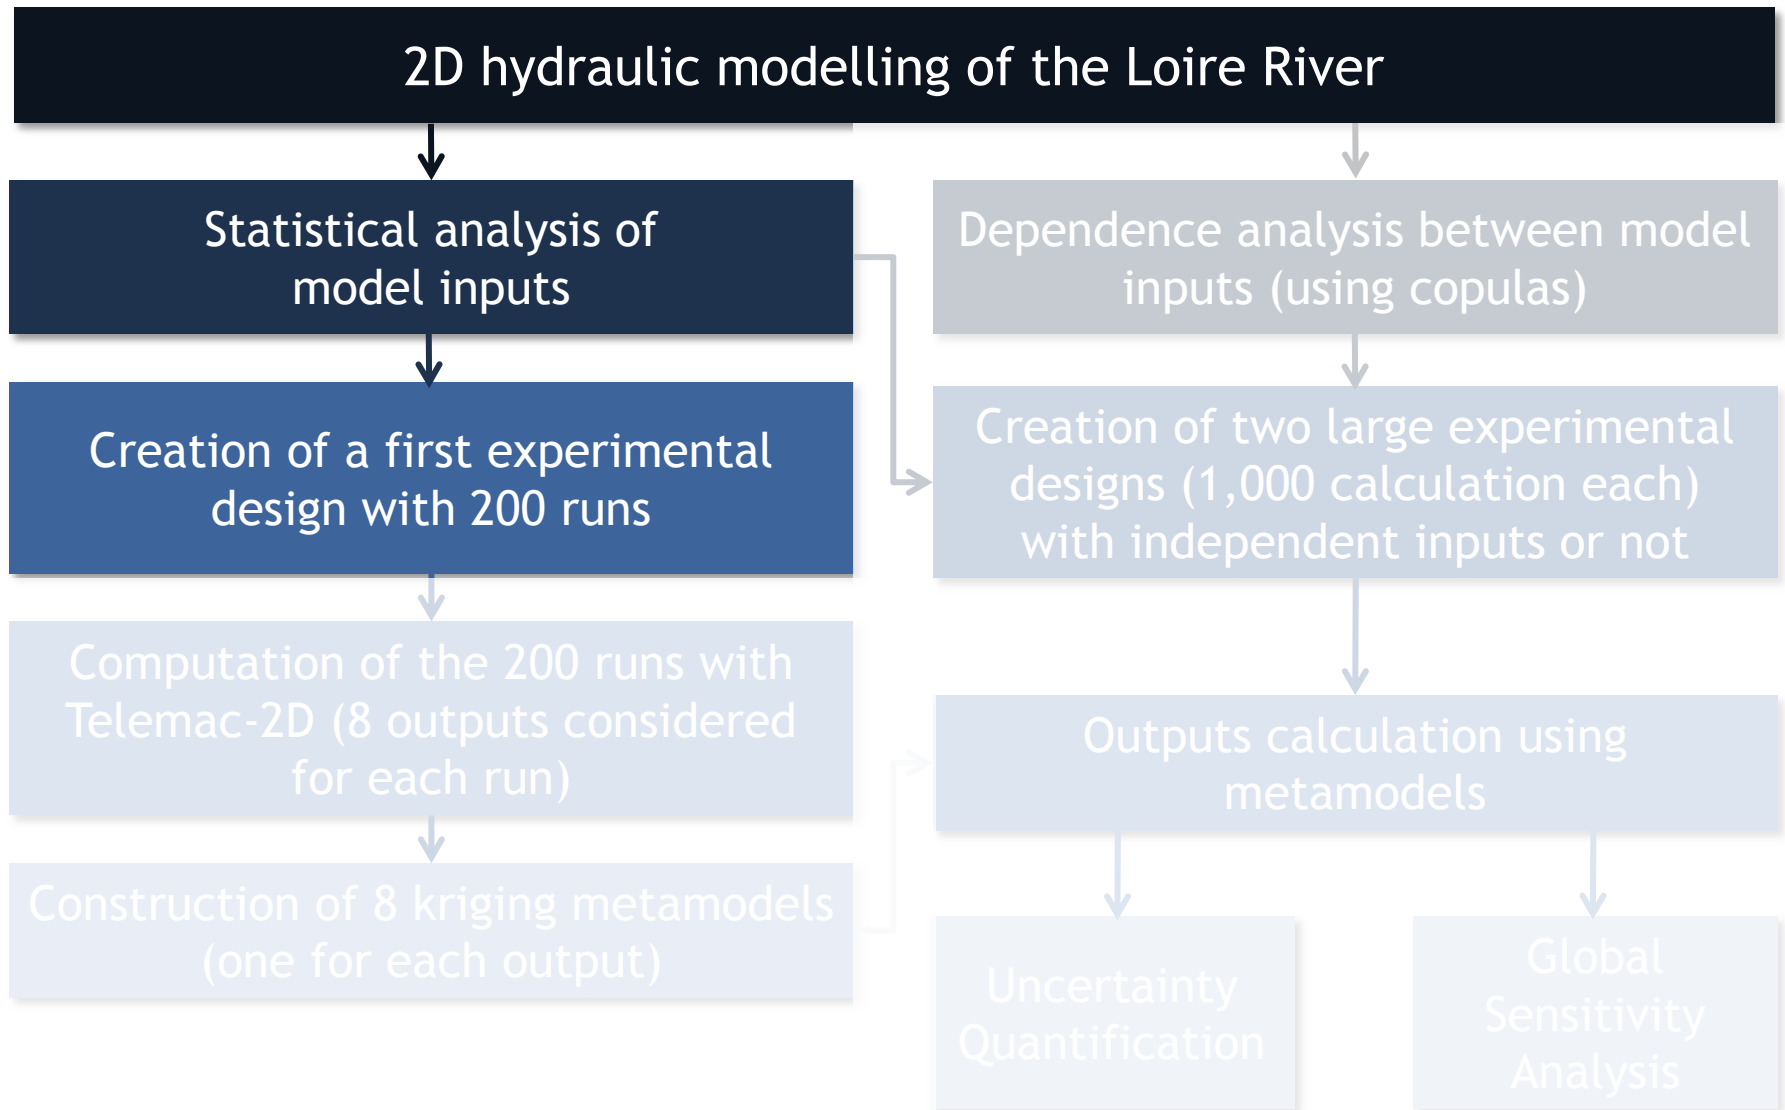 2D hydraulic modelling of the Loire River
Statistical analysis of
model inputs
Creation of a first experimental
design with 200 runs
Computation of the 200 runs with
Telemac-2D (8 outputs considered
for each run)
Construction of 8 kriging metamodels
(one for each output)
Dependence analysis between model
inputs (using copulas)
Creation of two large experimental
designs (1,000 calculation each)
with independent inputs or not
Outputs calculation using
metamodels
Uncertainty
Quantification
Global
Sensitivity
Analysis